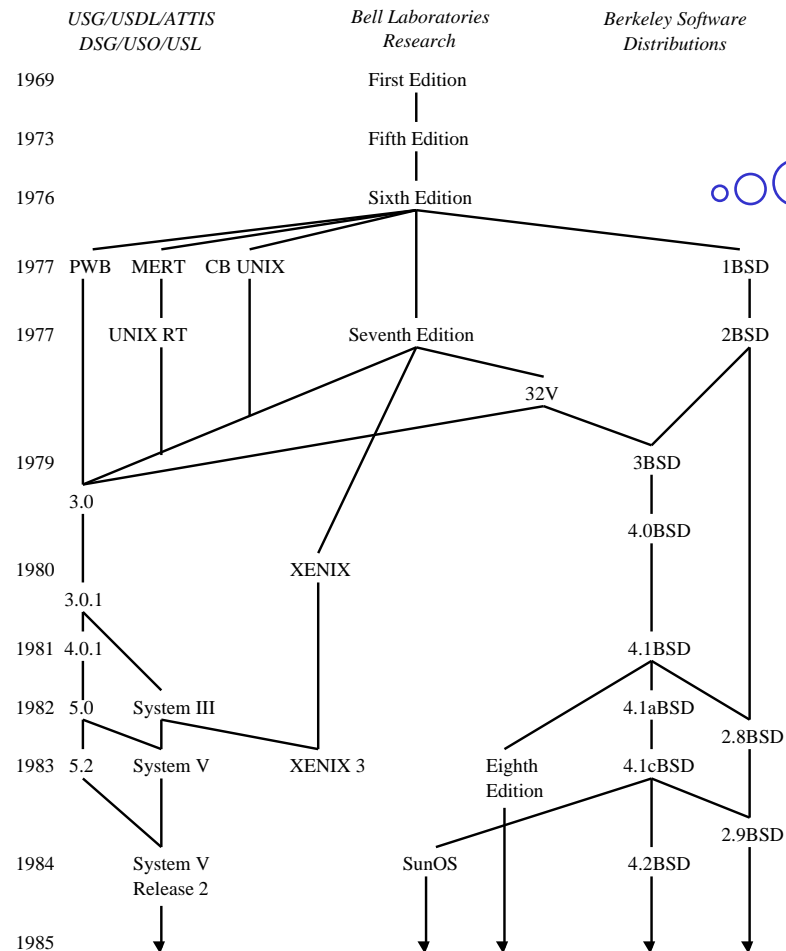 USG/USDL/ATTIS
DSG/USO/USL
Bell Laboratories
Research
Berkeley Software
Distributions
1969 First Edition
1973 Fifth Edition
1976 Sixth Edition
1977 PWB MERT CB UNIX 1BSD
1977 UNIX RT Seventh Edition 2BSD
32V
1979 3BSD
3.0
4.0BSD
1980 XENIX
3.0.1
1981 4.0.1 4.1BSD
1982 5.0 System III 4.1aBSD
2.8BSD
1983 5.2 System V XENIX 3 Eighth 4.1cBSD
Edition
2.9BSD
1984 System V SunOS 4.2BSD
Release 2
1985